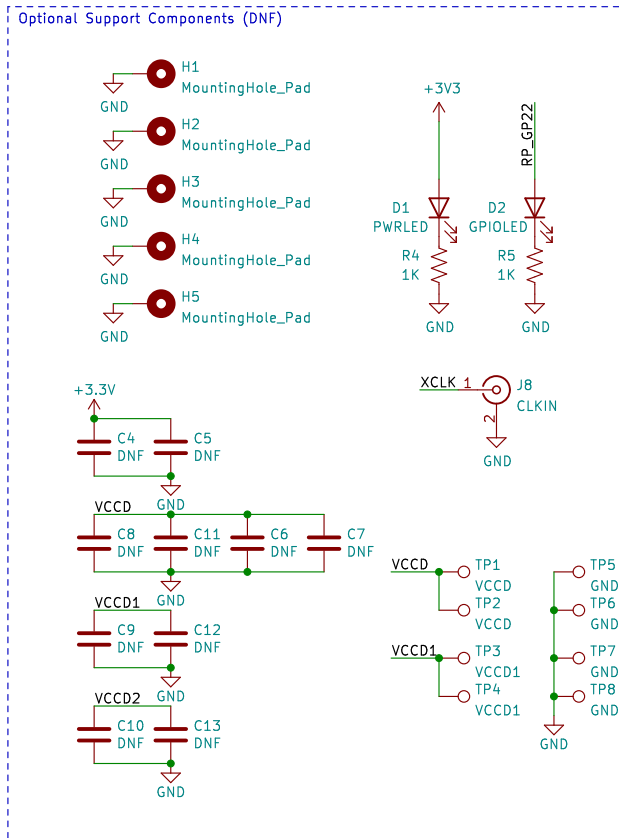 Optional Support Components (DNF)
H1
MountingHole_Pad
GND
H2
MountingHole_Pad
GND
H3
MountingHole_Pad
GND
H4
MountingHole_Pad
GND
H5
MountingHole_Pad
GND
+3V3
D1
PWRLED
R4
1K
GND
RP_GP22
D2
GPIOLED
R5
1K
GND
XCLK
1
J8
CLKIN
2
GND
+3.3V
C4
DNF
C5
DNF
GND
VCCD
C8
DNF
C11
DNF
C6
DNF
C7
DNF
GND
VCCD1
C9
DNF
C12
DNF
GND
VCCD2
C10
DNF
C13
DNF
GND
VCCD
TP1
VCCD
TP2
VCCD
VCCD1
TP3
VCCD1
TP4
VCCD1
TP5
GND
TP6
GND
TP7
GND
TP8
GND
GND